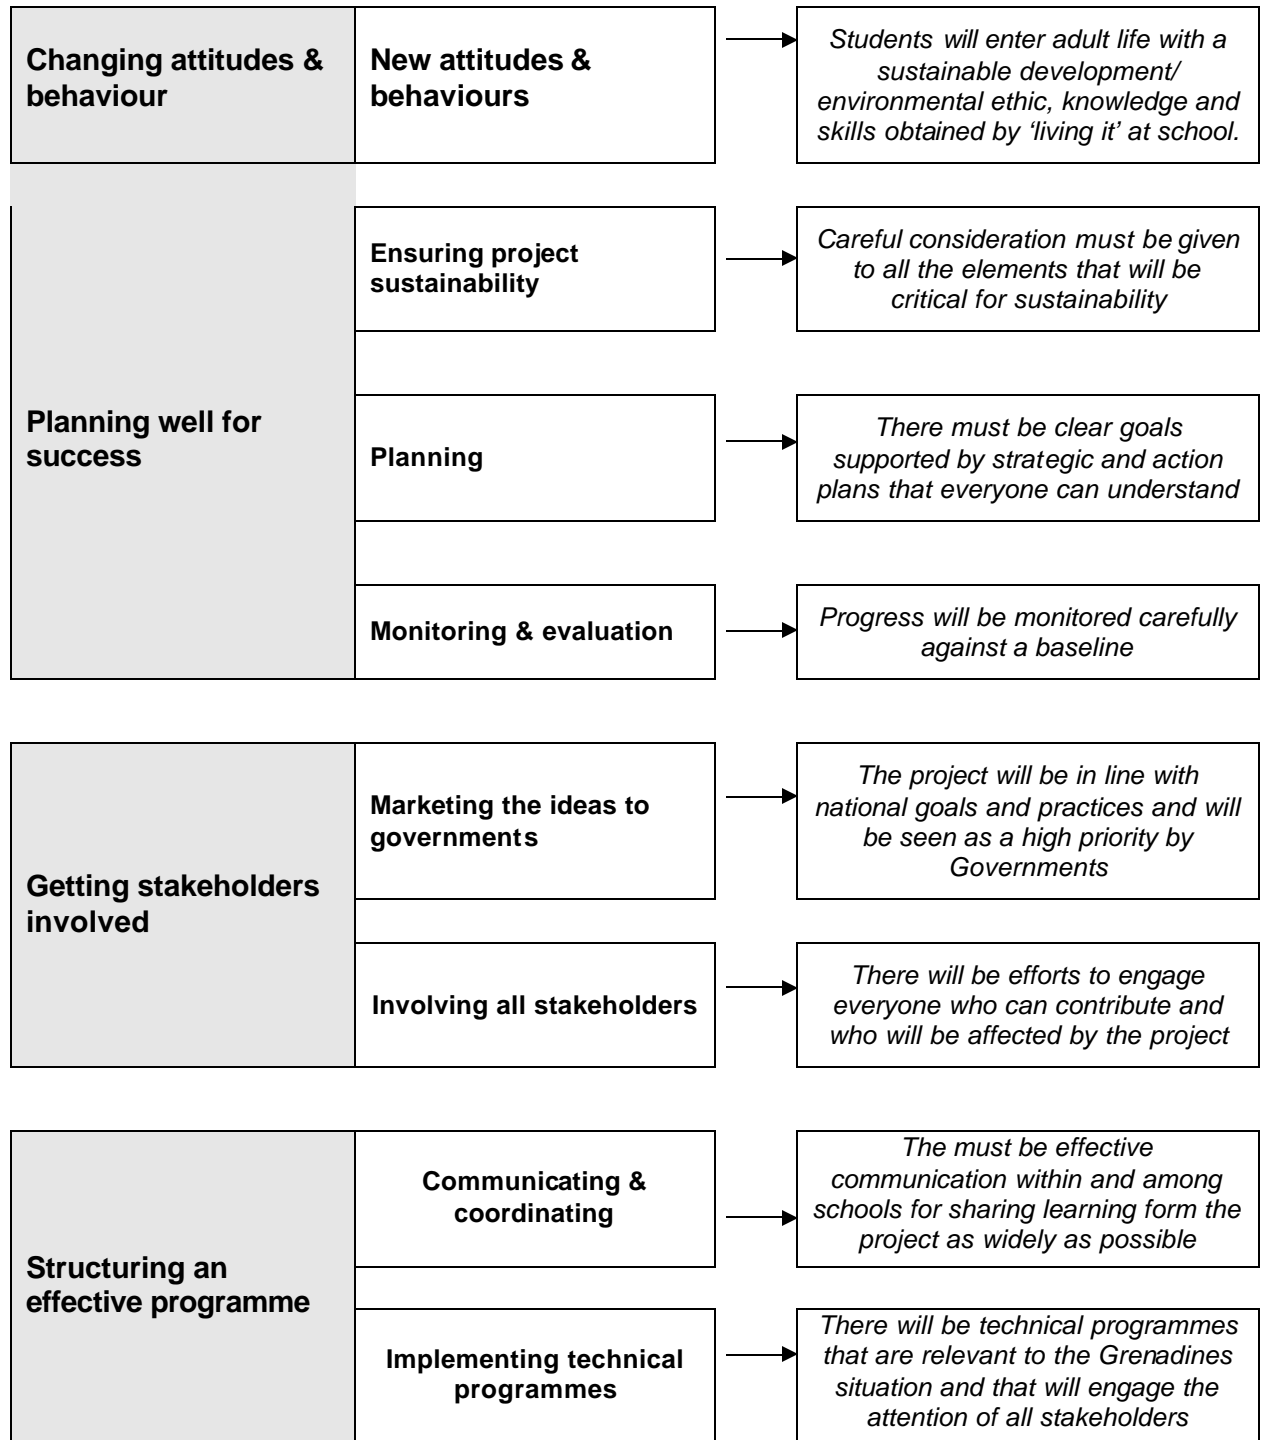 Changing attitudes &
behaviour
New attitudes &
behaviours
Students will enter adult life with a
sustainable development/
environmental ethic, knowledge and
skills obtained by ‘living it’ at school.
Planning well for
success
Ensuring project
sustainability
Careful consideration must be given
to all the elements that will be
critical for sustainability
Planning
There must be clear goals
supported by strategic and action
plans that everyone can understand
Monitoring & evaluation
Progress will be monitored carefully
against a baseline
Getting stakeholders
involved
Marketing the ideas to
governments
The project will be in line with
national goals and practices and will
be seen as a high priority by
Governments
Involving all stakeholders
There will be efforts to engage
everyone who can contribute and
who will be affected by the project
Structuring an
effective programme
Communicating &
coordinating
The must be effective
communication within and among
schools for sharing learning form the
project as widely as possible
Implementing technical
programmes
There will be technical programmes
that are relevant to the Grenadines
situation and that will engage the
attention of all stakeholders